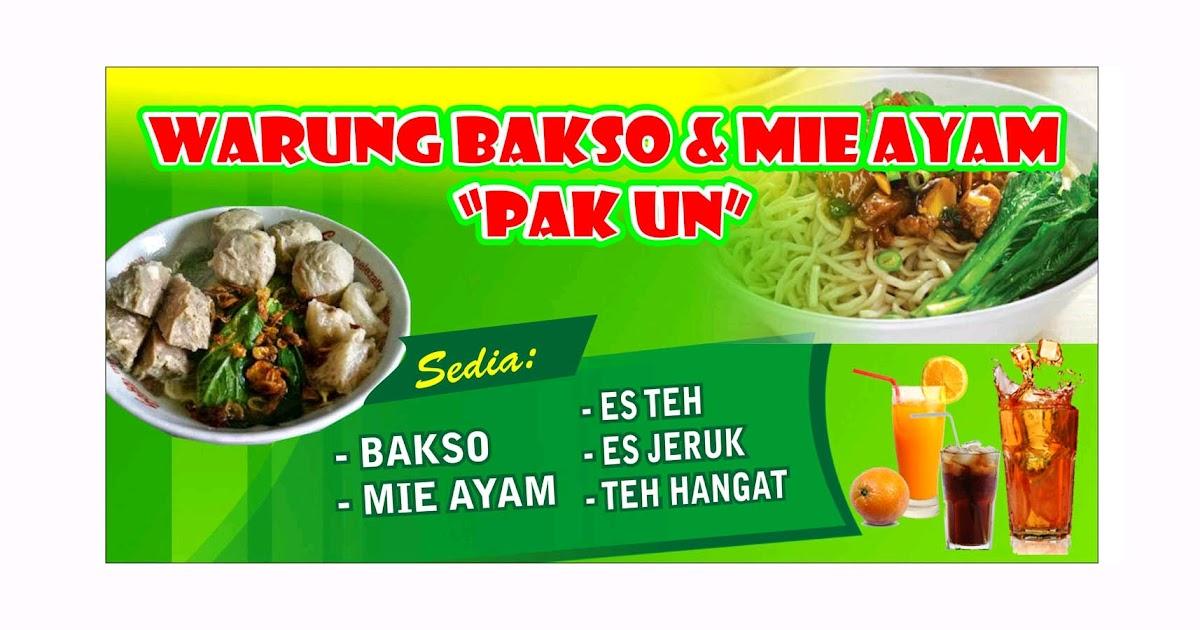 WARUNG BAKSO & MIE AYAM
"PAK UN"
Sedia:
- BAKSO
- MIE AYAM
- ES TEH
- ES JERUK
- TEH HANGAT